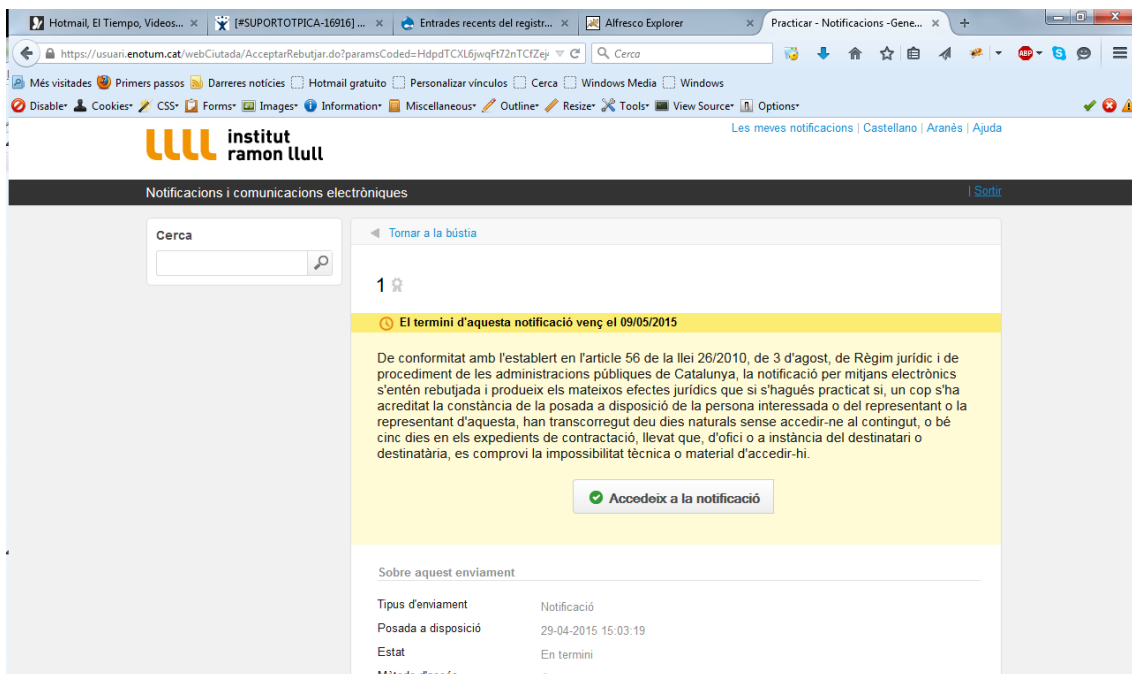 Hotmail, El Tiempo, Videos...
[#SUPORTOTPICA-16916] ...
Entrades recents del registr...
Alfresco Explorer
Practicar - Notificacions -Gene...
https://usuari.enotum.cat/webCiutada/AcceptarRebutjar.do?paramsCoded=HdpdTCXL6jwqFt72nTCfZej
Cerca
ABP
Més visitades Primers passos Darreres notícies Hotmail gratuito Personalizar vínculos Cerca Windows Media Windows
Disable Cookies CSS Forms Images Information Miscellaneous Outline Resize Tools View Source Options
institut
ramon llull
Les meves notificacions | Castellano | Aranès | Ajuda
Notificacions i comunicacions electròniques
| Sortir
Cerca
Tornar a la bústia
1
El termini d'aquesta notificació venç el 09/05/2015
De conformitat amb l'establert en l'article 56 de la llei 26/2010, de 3 d'agost, de Règim jurídic i de
procediment de les administracions públiques de Catalunya, la notificació per mitjans electrònics
s'entén rebutjada i produeix els mateixos efectes jurídics que si s'hagués practicat si, un cop s'ha
acreditat la constància de la posada a disposició de la persona interessada o del representant o la
representant d'aquesta, han transcorregut deu dies naturals sense accedir-ne al contingut, o bé
cinc dies en els expedients de contractació, llevat que, d'ofici o a instància del destinatari o
destinatària, es comprovi la impossibilitat tècnica o material d'accedir-hi.
Accedeix a la notificació
Sobre aquest enviament
Tipus d'enviament Notificació
Posada a disposició 29-04-2015 15:03:19
Estat En termini